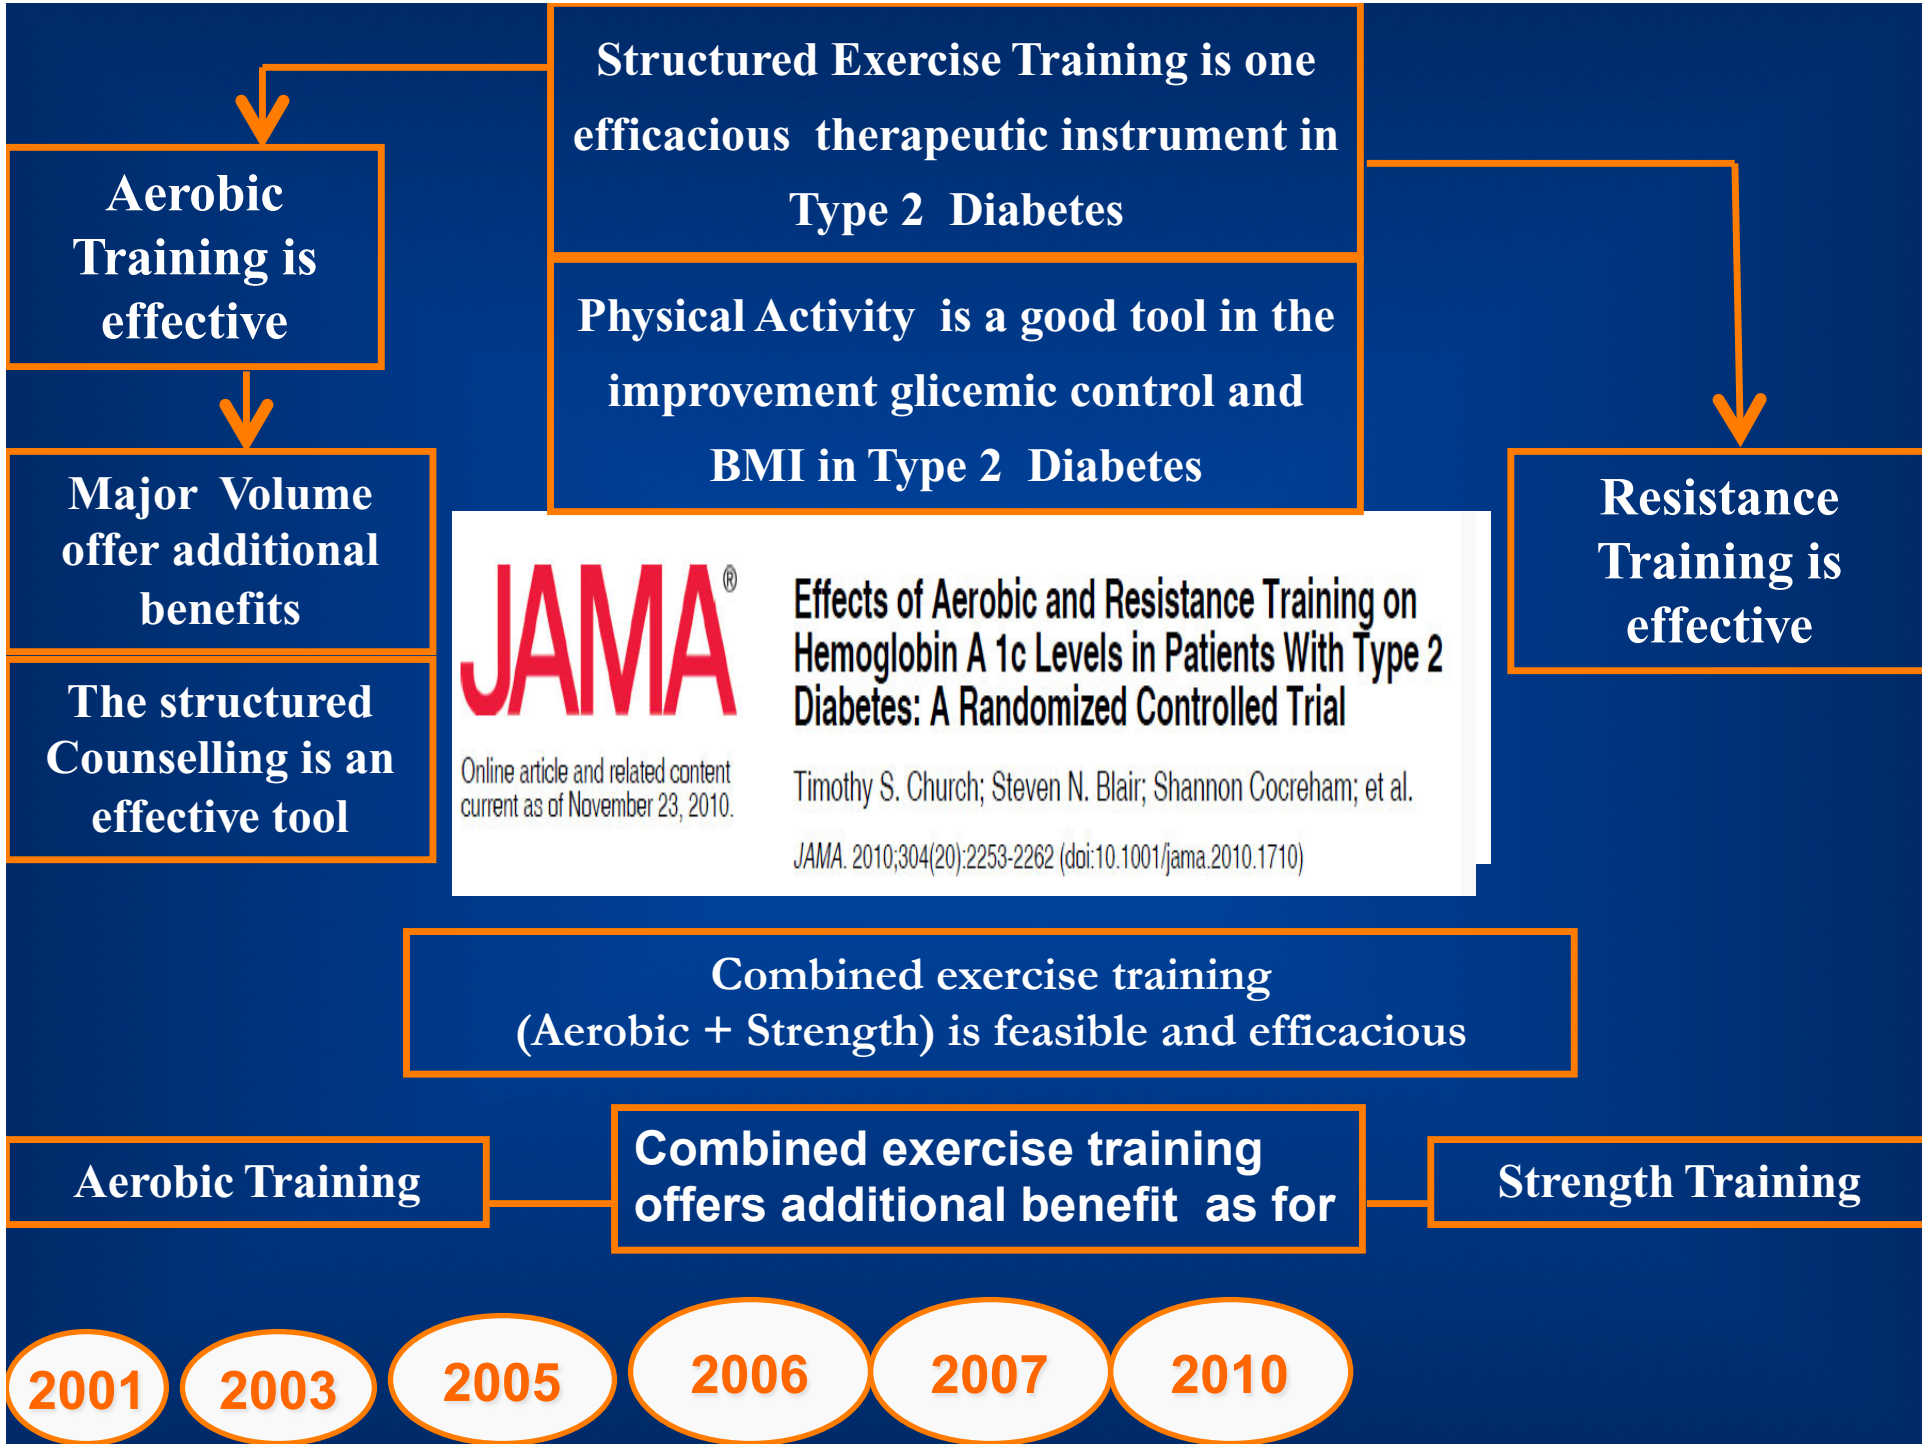 Structured Exercise Training is one
efficacious therapeutic instrument in
Type 2 Diabetes
Physical Activity is a good tool in the
improvement glicemic control and
BMI in Type 2 Diabetes
Aerobic
Training is
effective
Major Volume
offer additional
benefits
The structured
Counselling is an
effective tool
Resistance
Training is
effective
JAMA®
Online article and related content
current as of November 23, 2010.
Effects of Aerobic and Resistance Training on
Hemoglobin A 1c Levels in Patients With Type 2
Diabetes: A Randomized Controlled Trial
Timothy S. Church; Steven N. Blair; Shannon Cocreham; et al.
JAMA. 2010;304(20):2253-2262 (doi:10.1001/jama.2010.1710)
Combined exercise training
(Aerobic + Strength) is feasible and efficacious
Aerobic Training
Combined exercise training
offers additional benefit as for
Strength Training
2001
2003
2005
2006
2007
2010